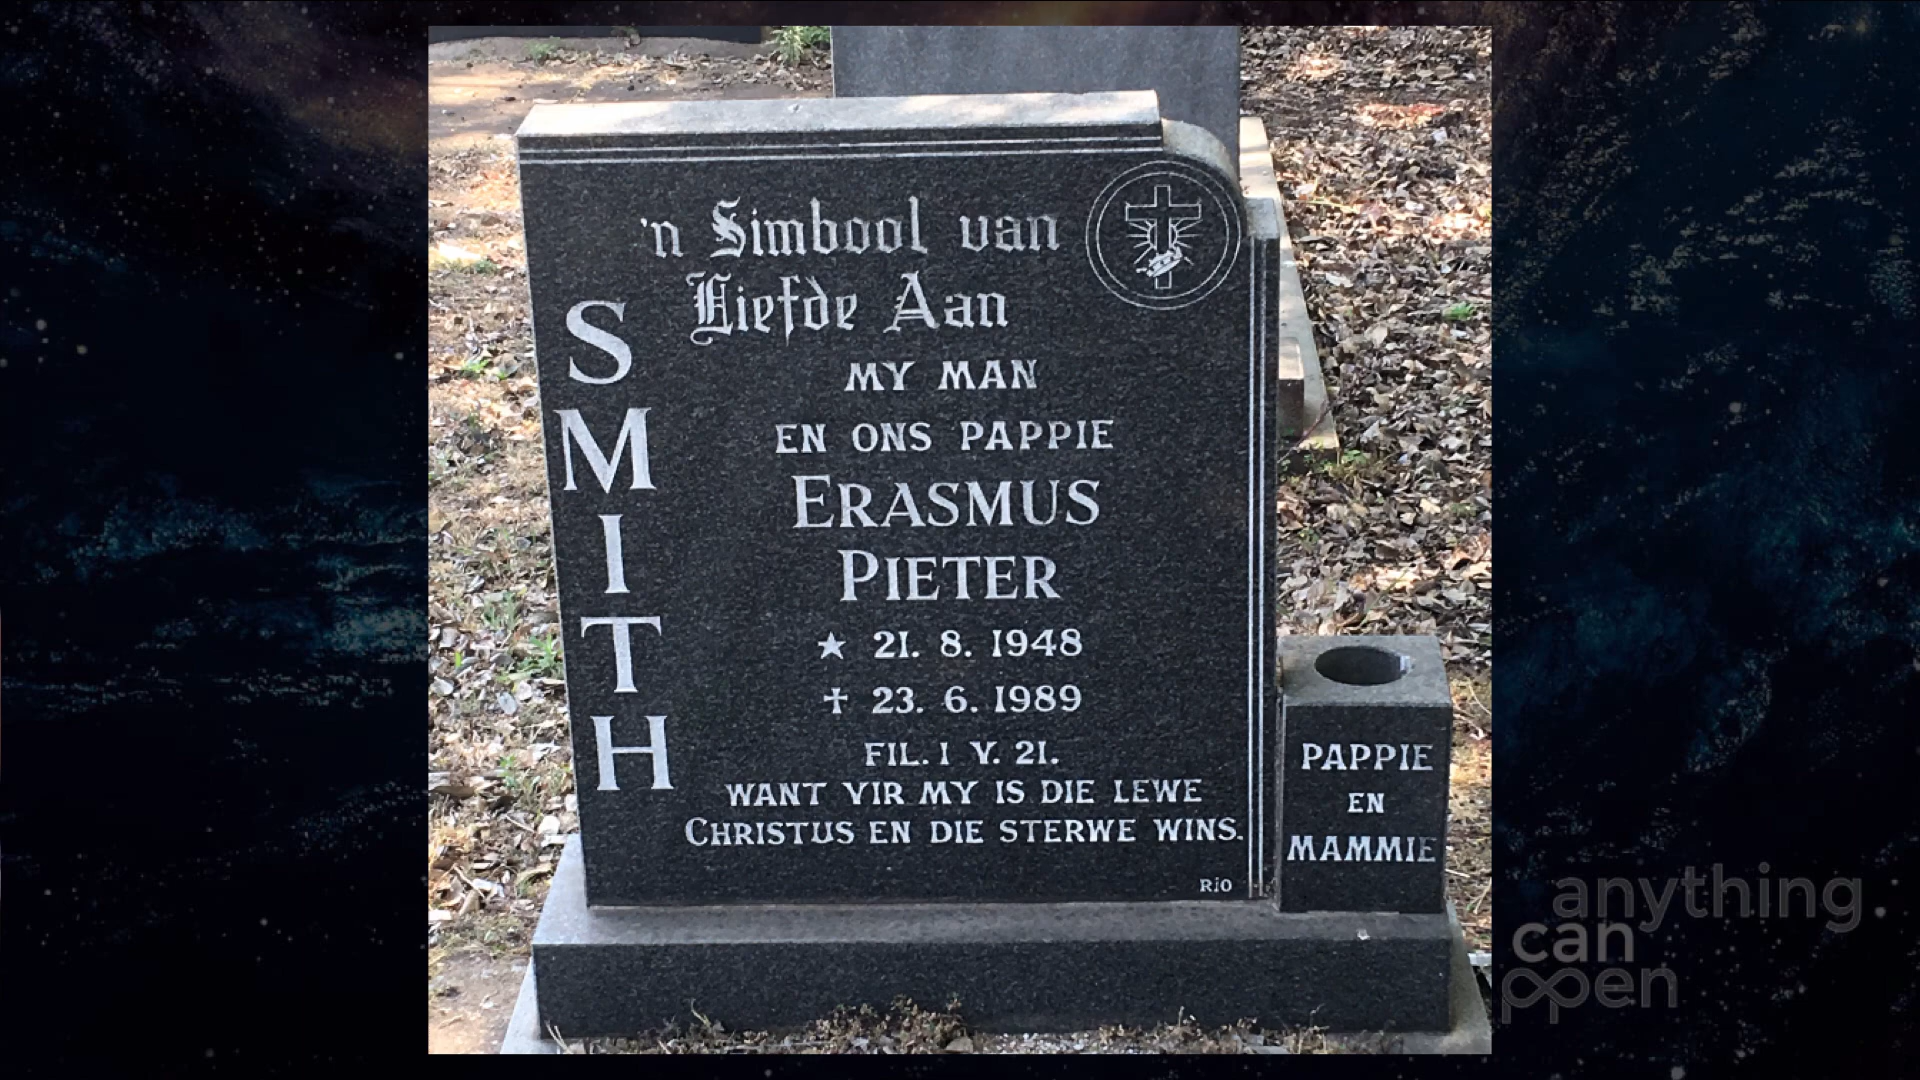 'n Simbool van
Liefde Aan
MY MAN
EN ONS PAPPIE
ERASMUS
PIETER
SMITH
★ 21. 8. 1948
✝ 23. 6. 1989
FIL. 1 V. 21.
WANT VIR MY IS DIE LEWE
CHRISTUS EN DIE STERWE WINS.
RIO
PAPPIE
EN
MAMMIE
anything
can
ppen